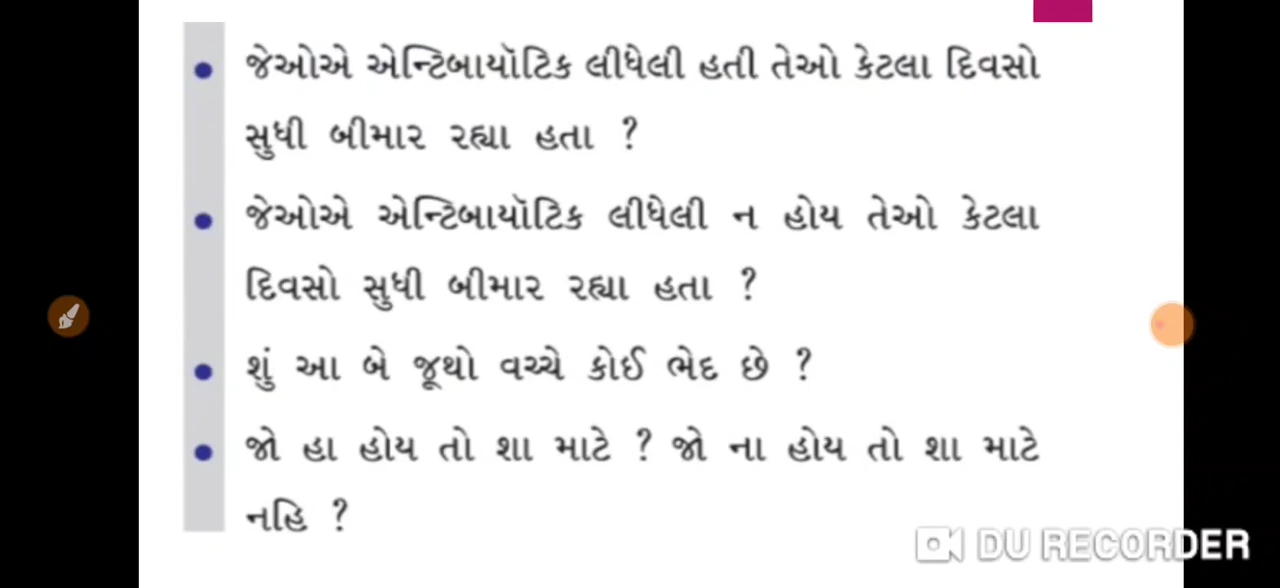 • જેઓએ એન્ટિબાયૉટિક લીધેલી હતી તેઓ કેટલા દિવસો
સુધી બીમાર રહ્યા હતા ?
• જેઓએ એન્ટિબાયૉટિક લીધેલી ન હોય તેઓ કેટલા
દિવસો સુધી બીમાર રહ્યા હતા ?
• શું આ બે જૂથો વચ્ચે કોઈ ભેદ છે ?
• જો હા હોય તો શા માટે ? જો ના હોય તો શા માટે
નહિ ?
DU RECORDER